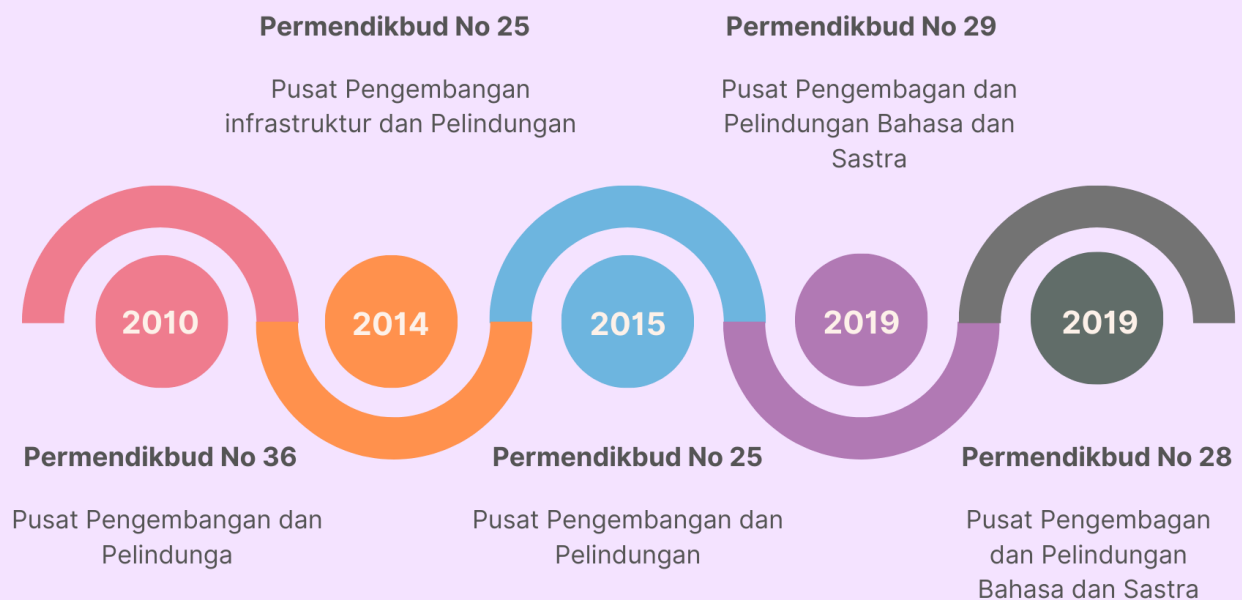 Permendikbud No 25
Pusat Pengembangan
infrastruktur dan Pelindungan
Permendikbud No 29
Pusat Pengembagan dan
Pelindungan Bahasa dan
Sastra
2010
2014
2015
2019
2019
Permendikbud No 36
Pusat Pengembangan dan
Pelindunga
Permendikbud No 25
Pusat Pengembangan dan
Pelindungan
Permendikbud No 28
Pusat Pengembagan
dan Pelindungan
Bahasa dan Sastra